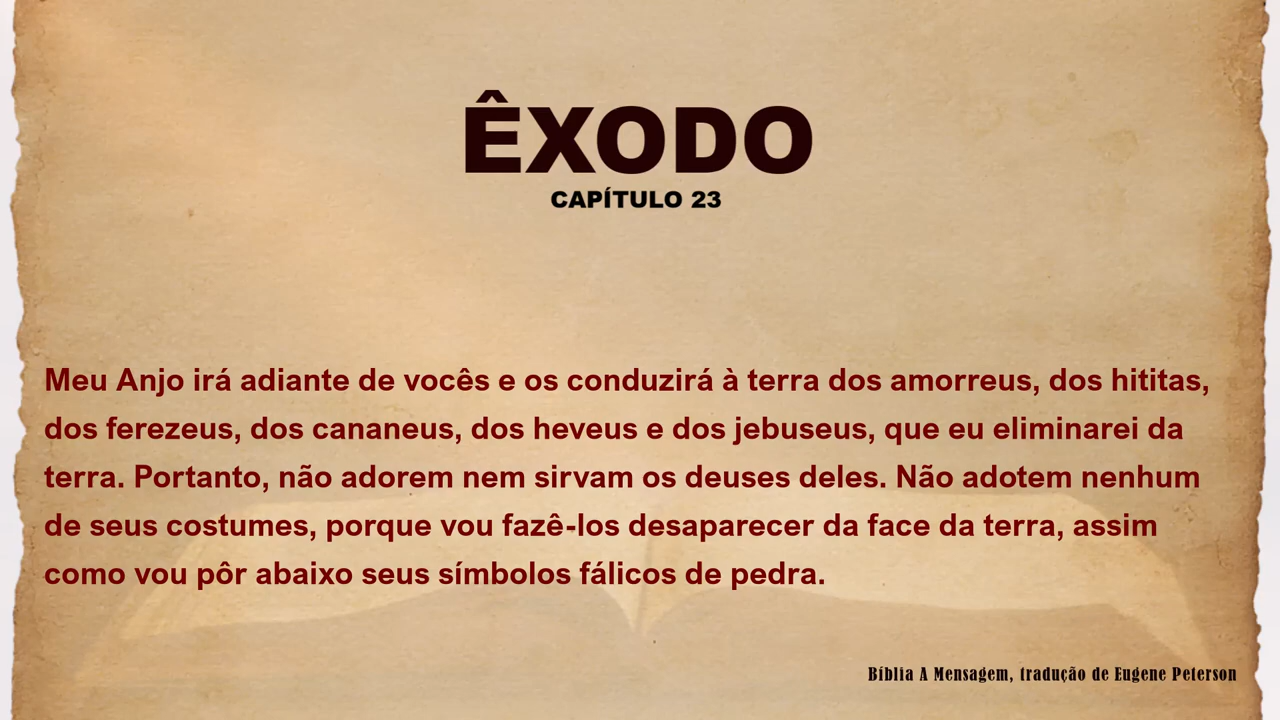 ÊXODO
CAPÍTULO 23
Meu Anjo irá adiante de vocês e os conduzirá à terra dos amorreus, dos hititas,
dos ferezeus, dos cananeus, dos heveus e dos jebuseus, que eu eliminarei da
terra. Portanto, não adorem nem sirvam os deuses deles. Não adotem nenhum
de seus costumes, porque vou fazê-los desaparecer da face da terra, assim
como vou pôr abaixo seus símbolos fálicos de pedra.
Bíblia A Mensagem, tradução de Eugene Peterson